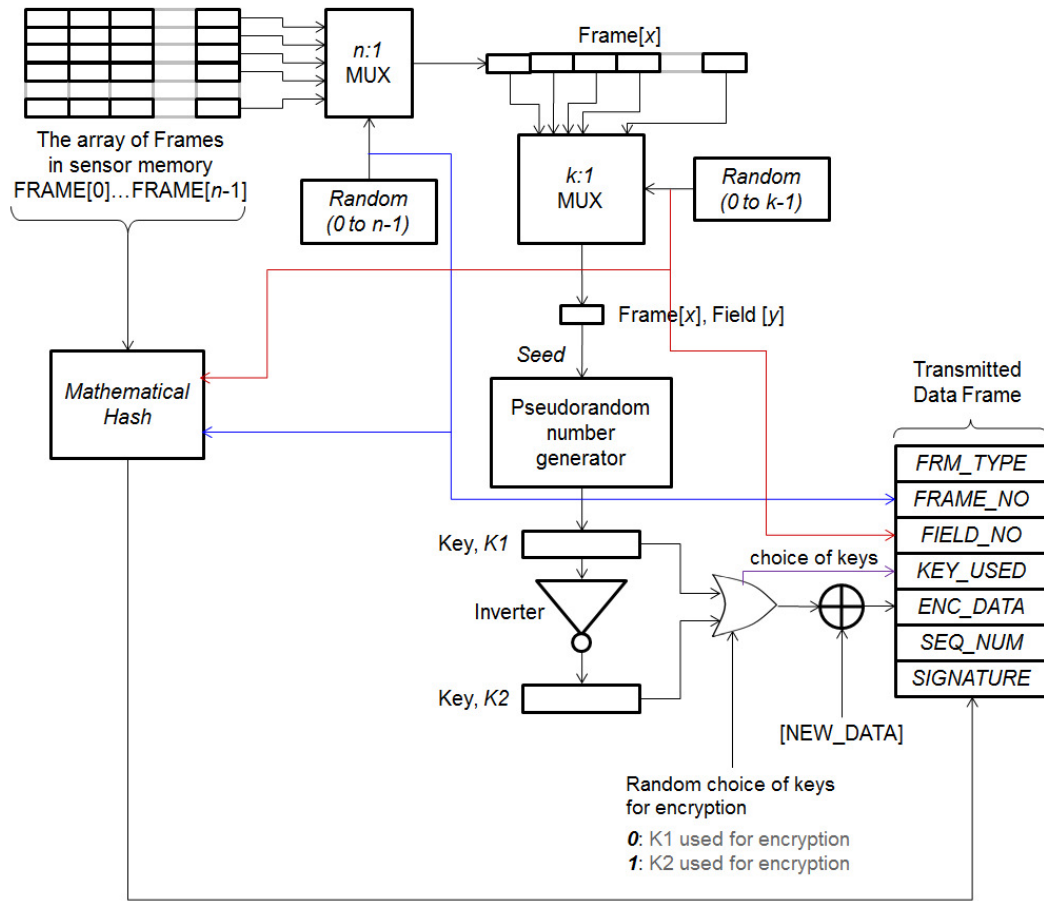 n:1
MUX
Frame[x]
The array of Frames
in sensor memory
FRAME[0]...FRAME[n-1]
Random
(0 to n-1)
k:1
MUX
Random
(0 to k-1)
Frame[x], Field [y]
Seed
Mathematical
Hash
Pseudorandom
number
generator
Transmitted
Data Frame
FRM_TYPE
FRAME_NO
FIELD_NO
KEY_USED
ENC_DATA
SEQ_NUM
SIGNATURE
Key, K1
choice of keys
Inverter
Key, K2
[NEW_DATA]
Random choice of keys
for encryption
0: K1 used for encryption
1: K2 used for encryption